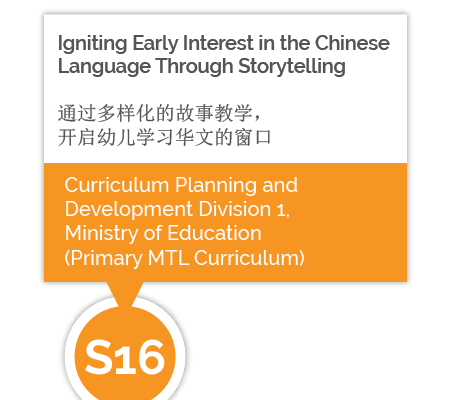 Igniting Early Interest in the Chinese
Language Through Storytelling
通过多样化的故事教学，
开启幼儿学习华文的窗口
Curriculum Planning and
Development Division 1,
Ministry of Education
(Primary MTL Curriculum)
S16